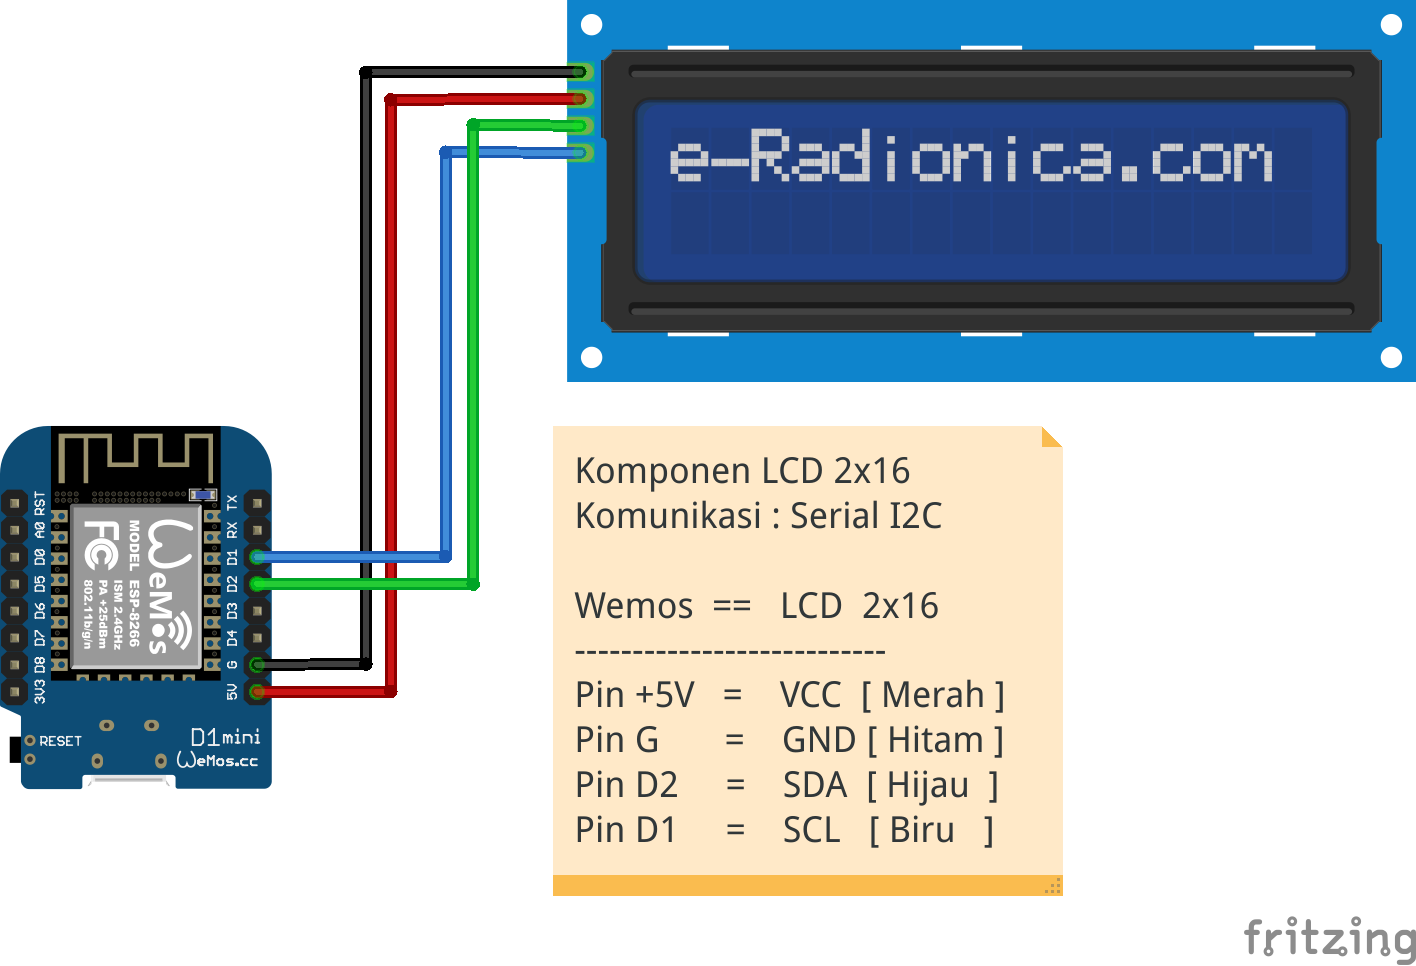 e-Radionica.com
Komponen LCD 2x16
Komunikasi : Serial I2C
Wemos == LCD 2x16
---------------------------
Pin +5V = VCC [ Merah ]
Pin G = GND [ Hitam ]
Pin D2 = SDA [ Hijau ]
Pin D1 = SCL [ Biru ]
RST
A0
D0
D5
D6
D7
D8
3V3
TX
RX
D1
D2
D3
D4
G
5V
WeMos
FC
MODEL ESP-8266
ISM 2.4GHz
PA +25dBm
802.11b/g/n
RESET
D1mini
WeMos.cc
fritzing